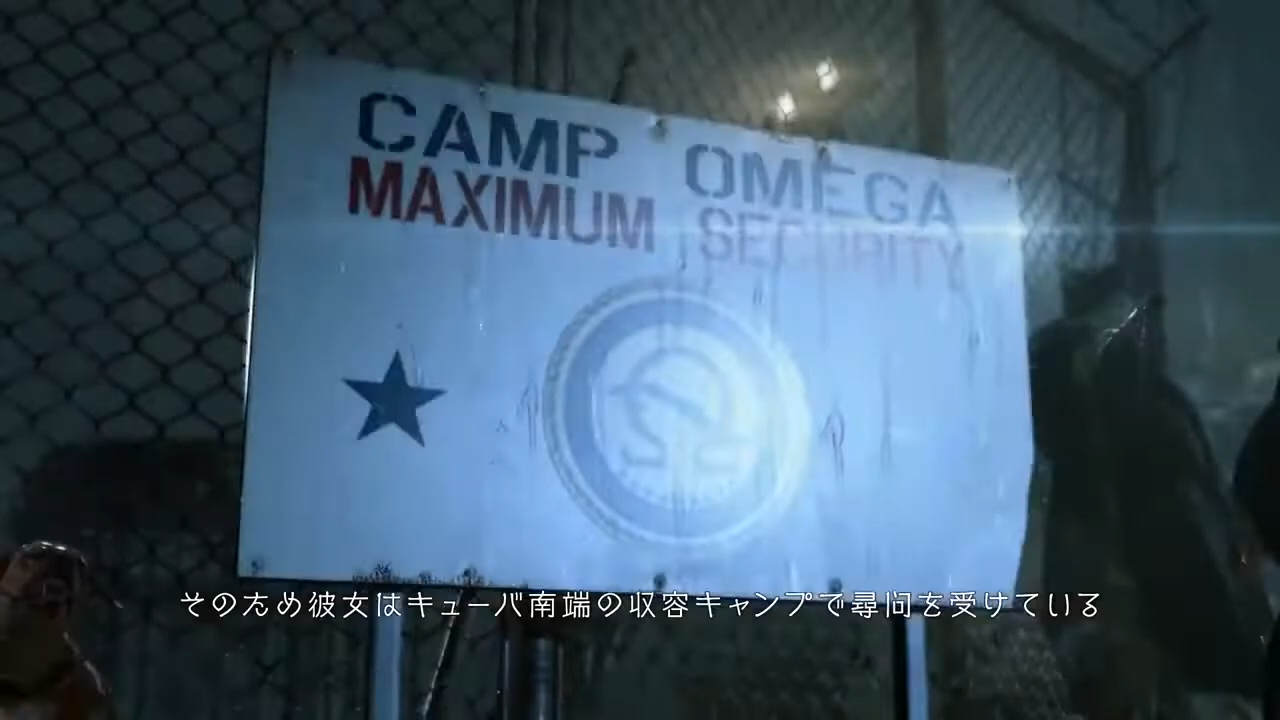 CAMP OMEGA
MAXIMUM SECURITY
そのため彼女はキューバ南端の収容キャンプで尋問を受けている